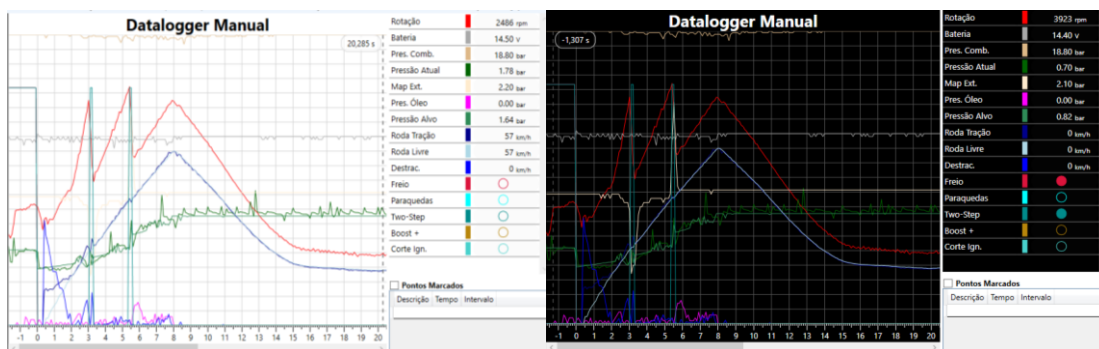 Datalogger Manual
20,285 s
Rotação 2486 rpm
Bateria 14.50 v
Pres. Comb. 18.80 bar
Pressão Atual 1.78 bar
Map Ext. 2.20 bar
Pres. Óleo 0.00 bar
Pressão Alvo 1.64 bar
Roda Tração 57 km/h
Roda Livre 57 km/h
Destrac. 0 km/h
Freio
Paraquedas
Two-Step
Boost +
Corte Ign.
Pontos Marcados
Descrição Tempo Intervalo
-1 0 1 2 3 4 5 6 7 8 9 10 11 12 13 14 15 16 17 18 19 20
Datalogger Manual
-1,307 s
Rotação 3923 rpm
Bateria 14.40 v
Pres. Comb. 18.80 bar
Pressão Atual 0.70 bar
Map Ext. 2.10 bar
Pres. Óleo 0.00 bar
Pressão Alvo 0.82 bar
Roda Tração 0 km/h
Roda Livre 0 km/h
Destrac. 0 km/h
Freio
Paraquedas
Two-Step
Boost +
Corte Ign.
Pontos Marcados
Descrição Tempo Intervalo
-1 0 1 2 3 4 5 6 7 8 9 10 11 12 13 14 15 16 17 18 19 20